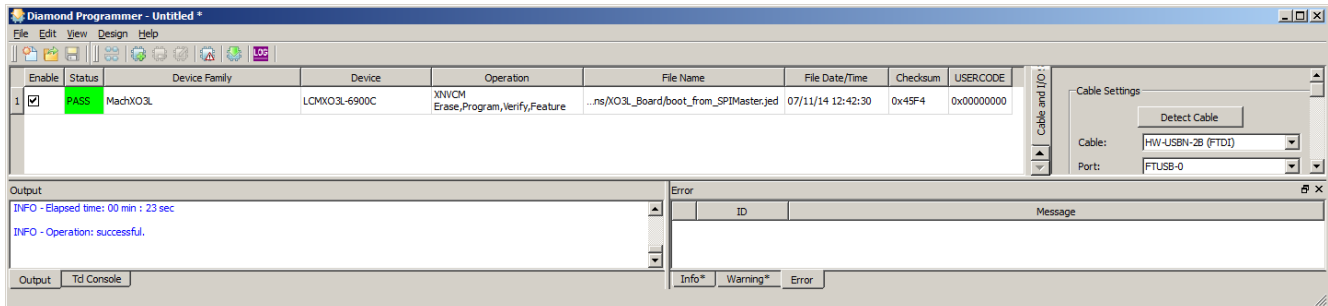 Diamond Programmer - Untitled *
File Edit View Design Help
LOG
Enable Status Device Family Device Operation File Name File Date/Time Checksum USERCODE
1 PASS MachXO3L LCMXO3L-6900C XNVCM
Erase,Program,Verify,Feature ...ns/XO3L_Board/boot_from_SPIMaster.jed 07/11/14 12:42:30 0x45F4 0x00000000
Cable and I/O
Cable Settings
Detect Cable
Cable: HW-USBN-2B (FTDI)
Port: FTUSB-0
Output
INFO - Elapsed time: 00 min : 23 sec
INFO - Operation: successful.
Output Tcl Console
Error
ID Message
Info* Warning* Error